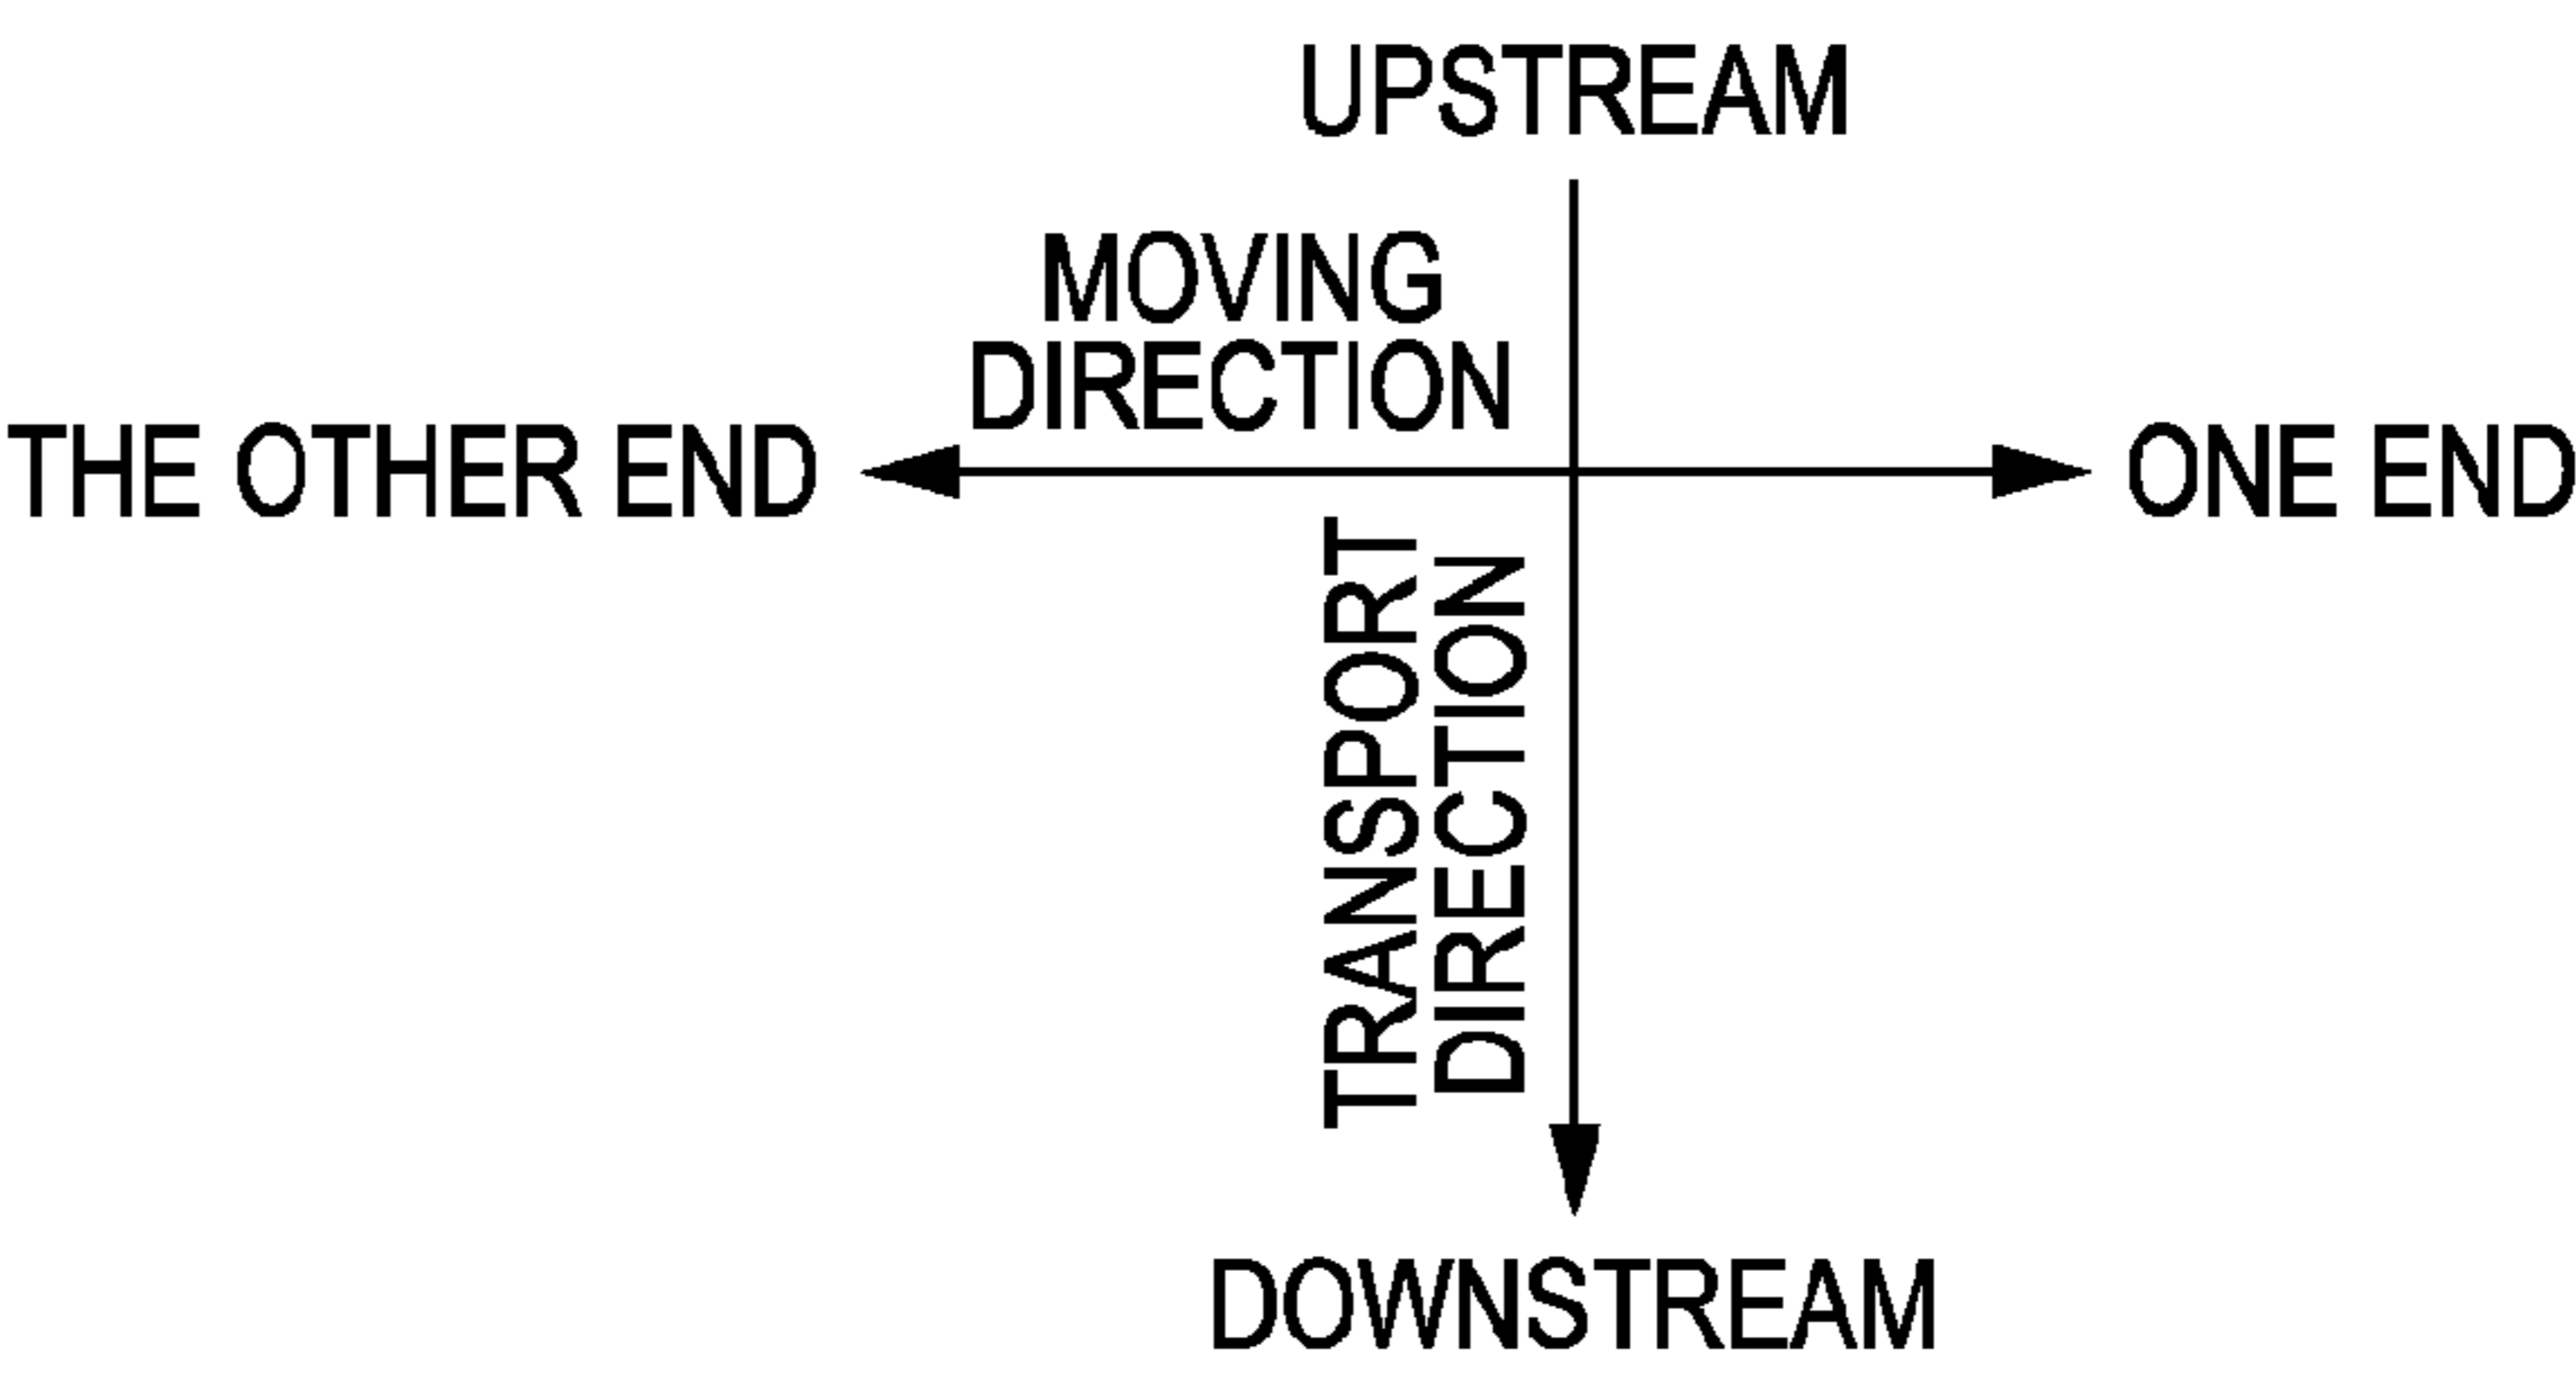 UPSTREAM
MOVING
DIRECTION
THE OTHER END
ONE END
TRANSPORT
DIRECTION
DOWNSTREAM